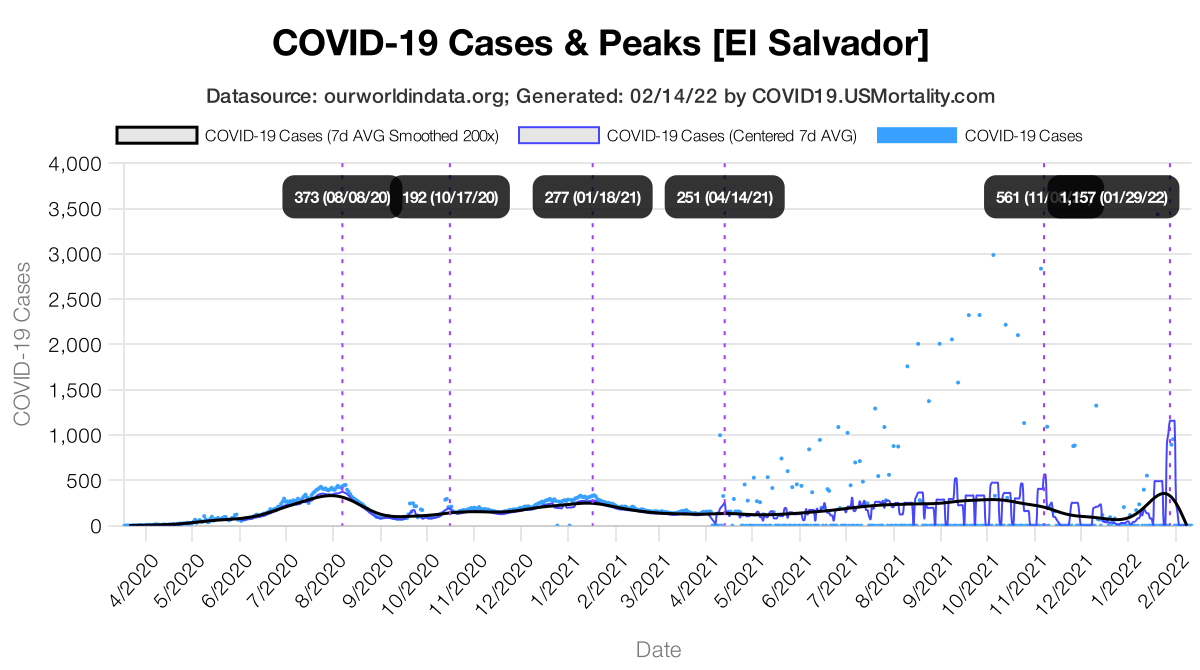 COVID-19 Cases & Peaks [El Salvador]
Datasource: ourworldindata.org; Generated: 02/14/22 by COVID19.USMortality.com
COVID-19 Cases (7d AVG Smoothed 200x) COVID-19 Cases (Centered 7d AVG) COVID-19 Cases
4,000
373 (08/08/20) 192 (10/17/20) 277 (01/18/21) 251 (04/14/21) 561 (11/ 1,157 (01/29/22)
3,500
3,000
2,500
2,000
1,500
1,000
500
0
COVID-19 Cases
4/2020 5/2020 6/2020 7/2020 8/2020 9/2020 10/2020 11/2020 12/2020 1/2021 2/2021 3/2021 4/2021 5/2021 6/2021 7/2021 8/2021 9/2021 10/2021 11/2021 12/2021 1/2022 2/2022
Date